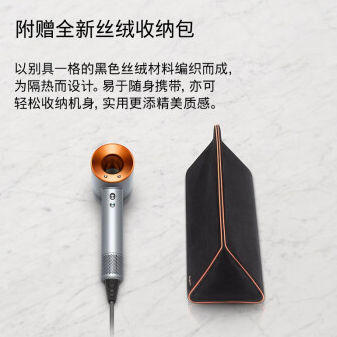 附赠全新丝绒收纳包
以别具一格的黑色丝绒材料编织而成，
为隔热而设计。易于随身携带，亦可
轻松收纳机身，实用更添精美质感。